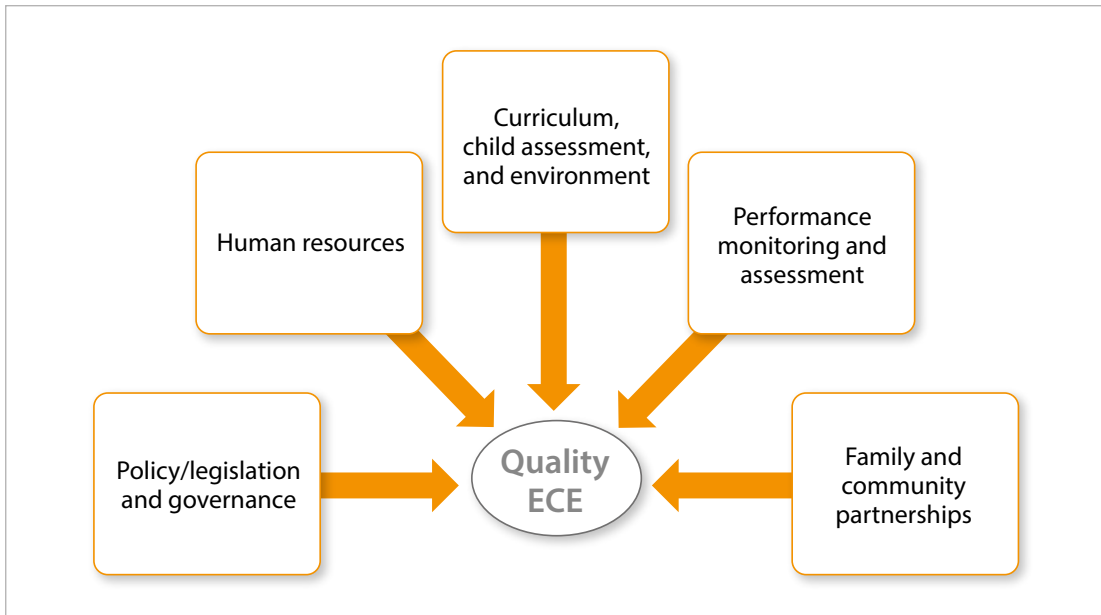 Curriculum,
child assessment,
and environment
Human resources
Performance
monitoring and
assessment
Policy/legislation
and governance
Quality
ECE
Family and
community
partnerships